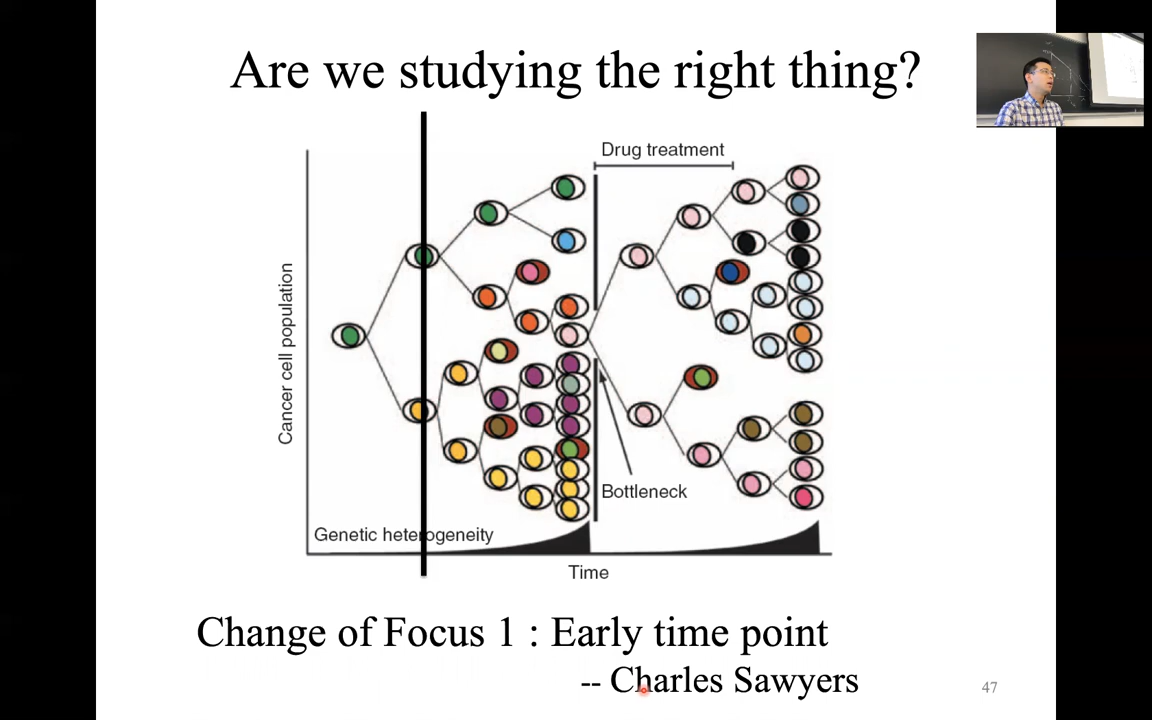 Are we studying the right thing?
Drug treatment
Cancer cell population
Bottleneck
Genetic heterogeneity
Time
Change of Focus 1 : Early time point
-- Charles Sawyers
47